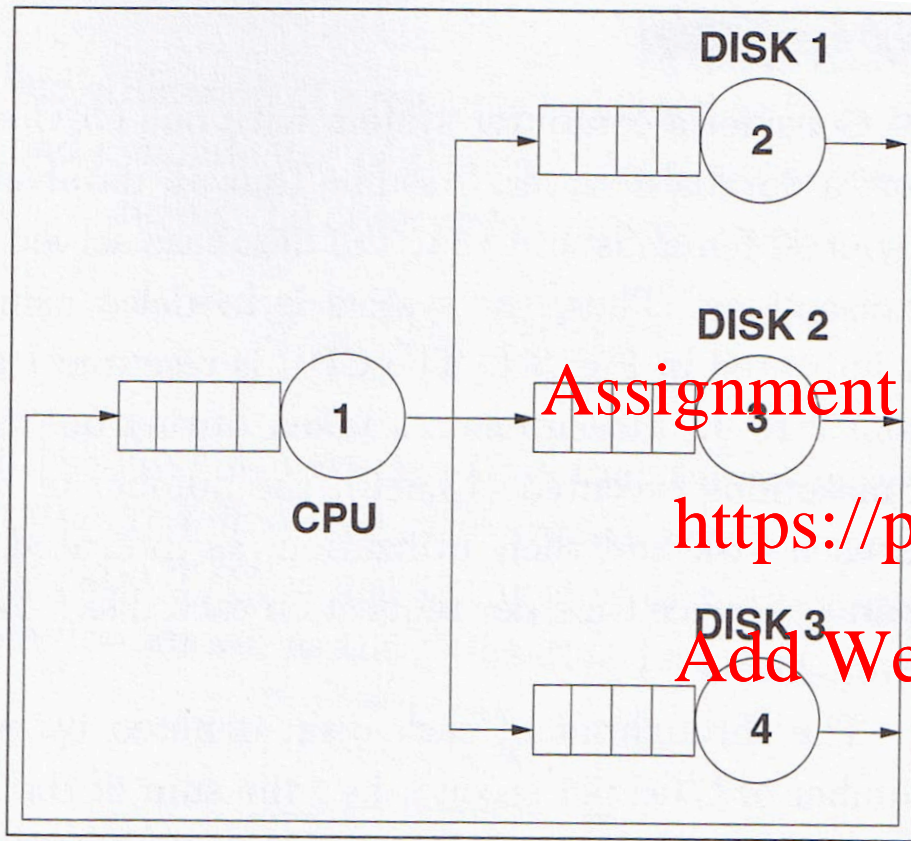 DISK 1
2
DISK 2
Assignment
1
3
CPU
https://p
DISK 3
Add We
4